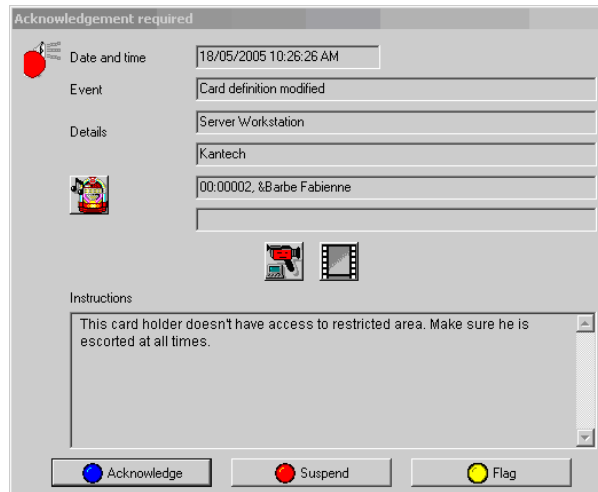 Acknowledgement required
Date and time
18/05/2005 10:26:26 AM
Event
Card definition modified
Details
Server Workstation
Kantech
00:00002, &Barbe Fabienne
Instructions
This card holder doesn't have access to restricted area. Make sure he is
escorted at all times.
Acknowledge
Suspend
Flag